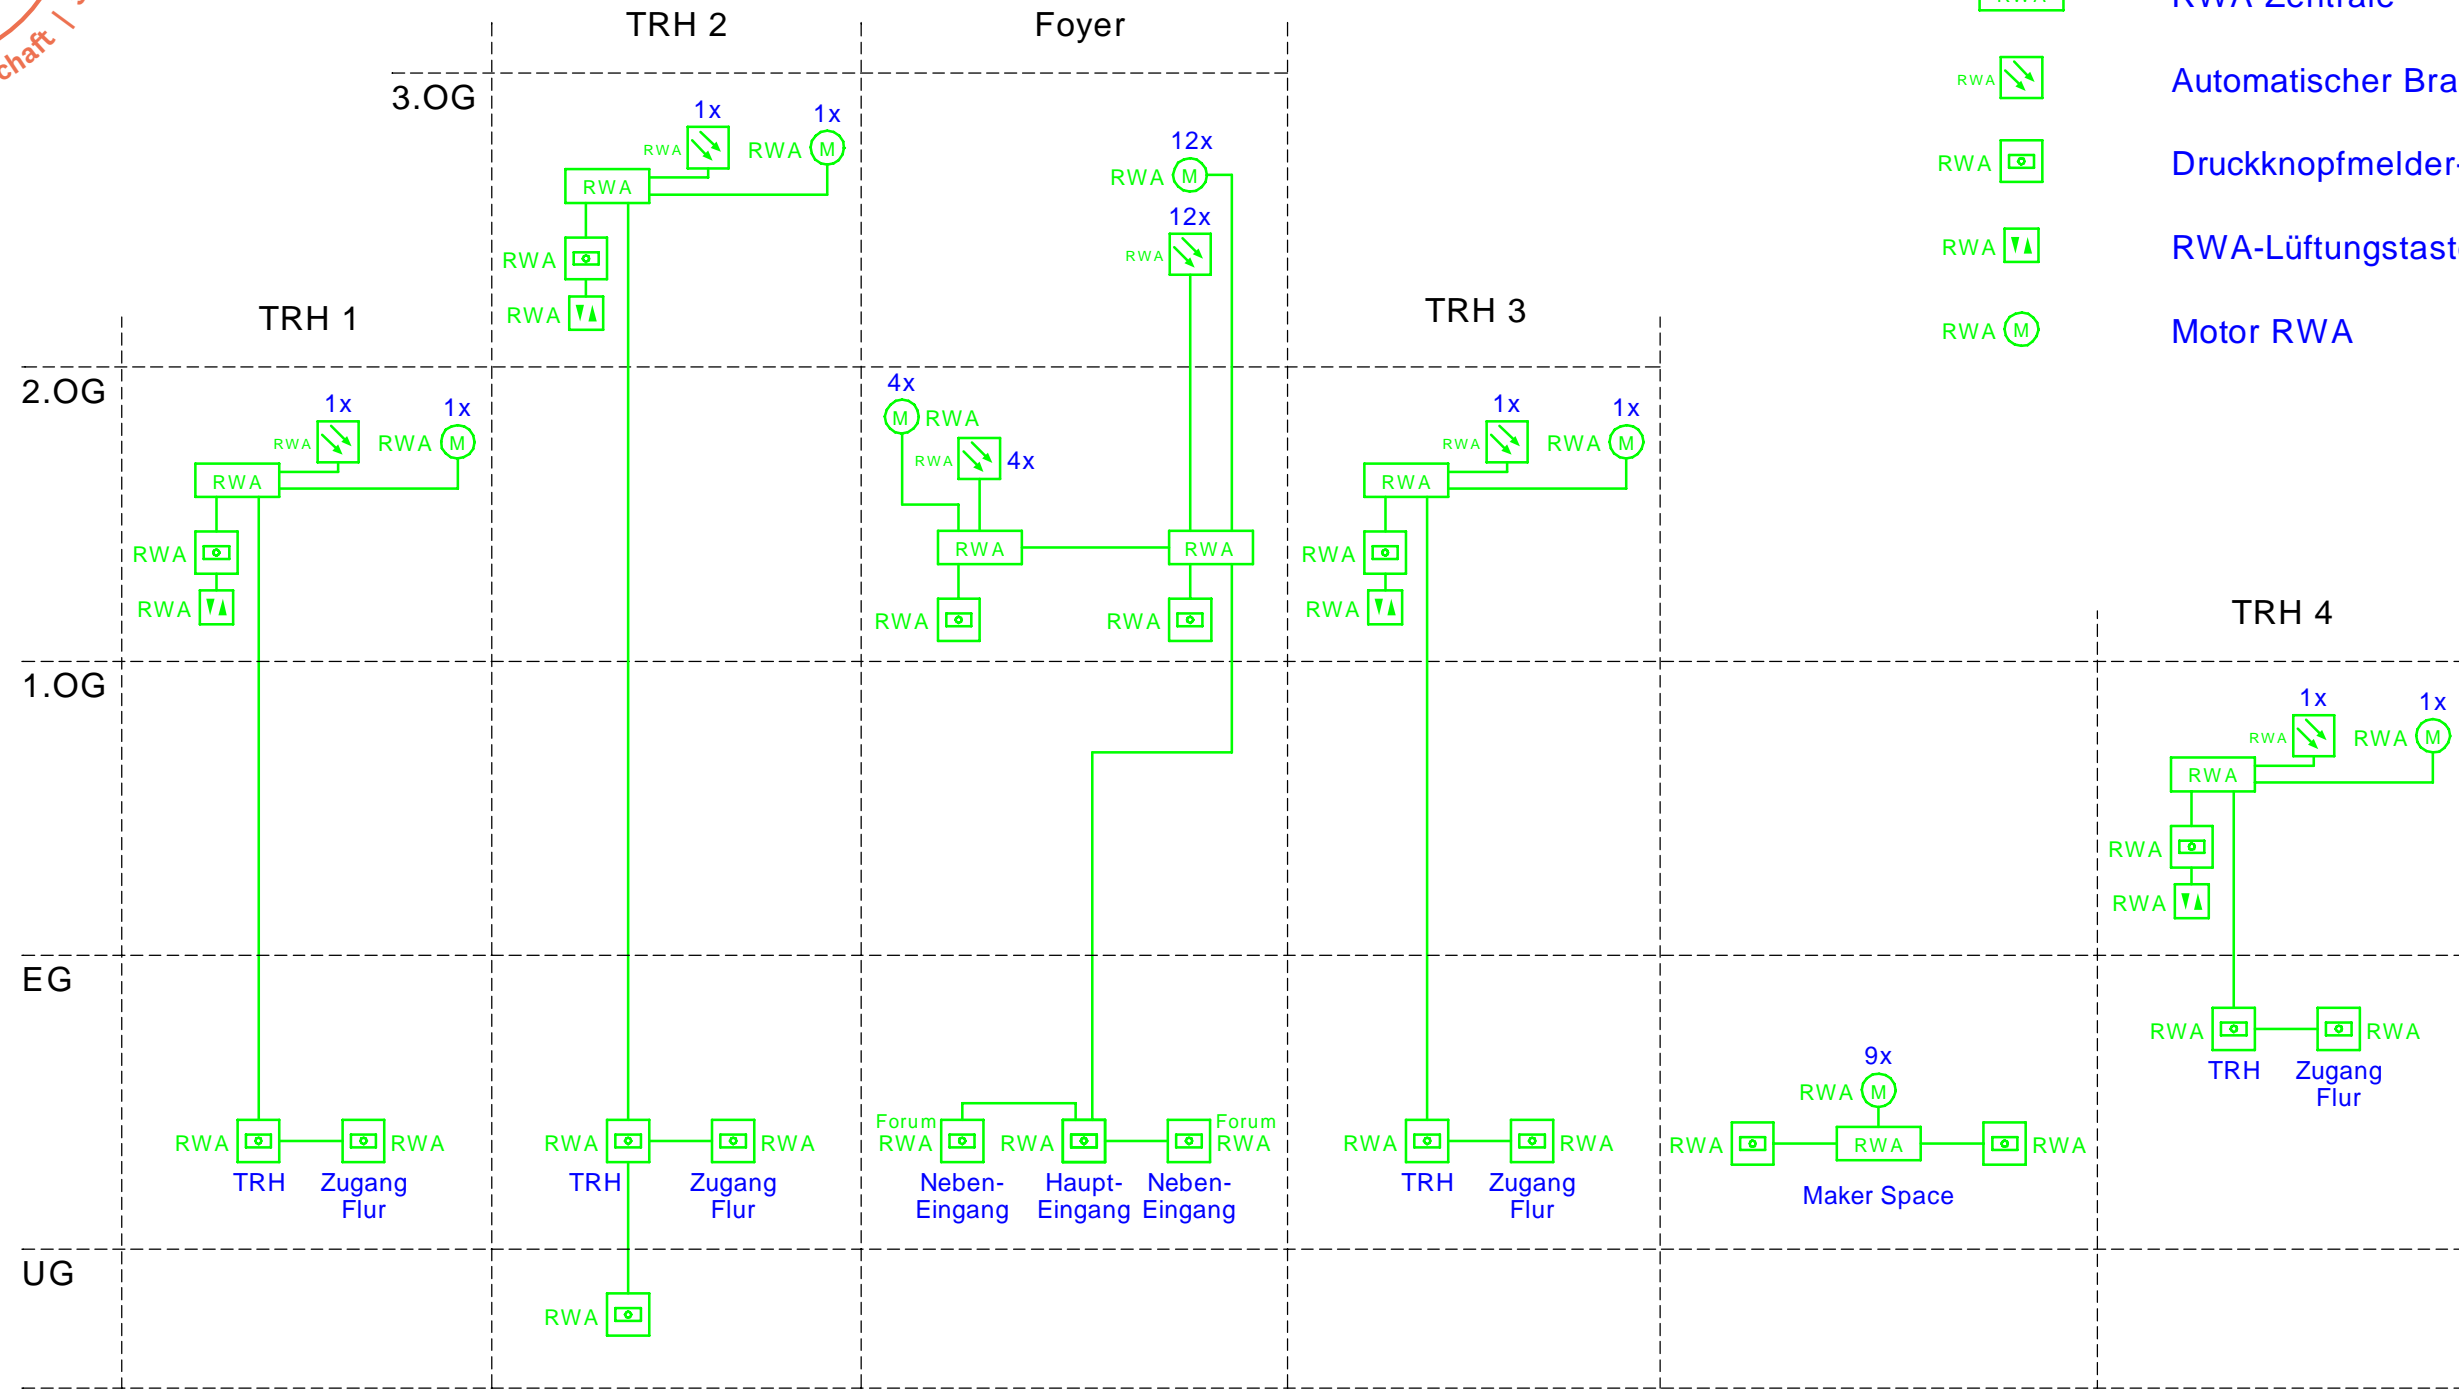 TRH 2
Foyer
RWA-Zentrale
chaft |
3.OG
1x
1x
12x
RWA
Automatischer Bra
RWA
RWA
RWA
RWA
RWA
Druckknopfmelder-
RWA
12x
RWA
RWA
RWA
RWA-Lüftungstast
RWA
TRH 1
TRH 3
RWA
Motor RWA
2.OG
1x
1x
4x
RWA
1x
1x
RWA
RWA
RWA
4x
RWA
RWA
RWA
RWA
RWA
RWA
RWA
RWA
RWA
RWA
RWA
RWA
TRH 4
1.OG
1x
1x
RWA
RWA
RWA
RWA
RWA
EG
RWA
RWA
TRH
Zugang
Flur
9x
RWA
RWA
RWA
TRH
Zugang
Flur
RWA
RWA
TRH
Zugang
Flur
Forum
RWA
RWA
Forum
RWA
Neben-
Eingang
Haupt-
Eingang
Neben-
Eingang
RWA
RWA
TRH
Zugang
Flur
RWA
RWA
RWA
Maker Space
UG
RWA